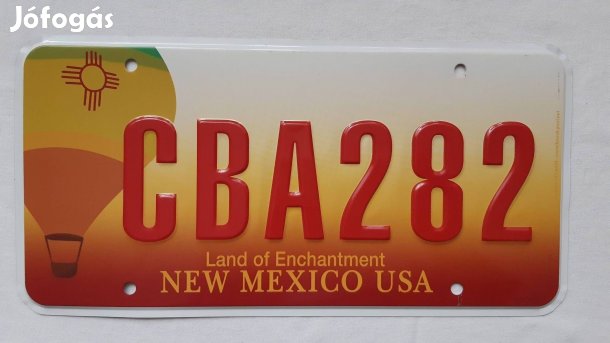 Jófogás
CBA282
Land of Enchantment
NEW MEXICO USA